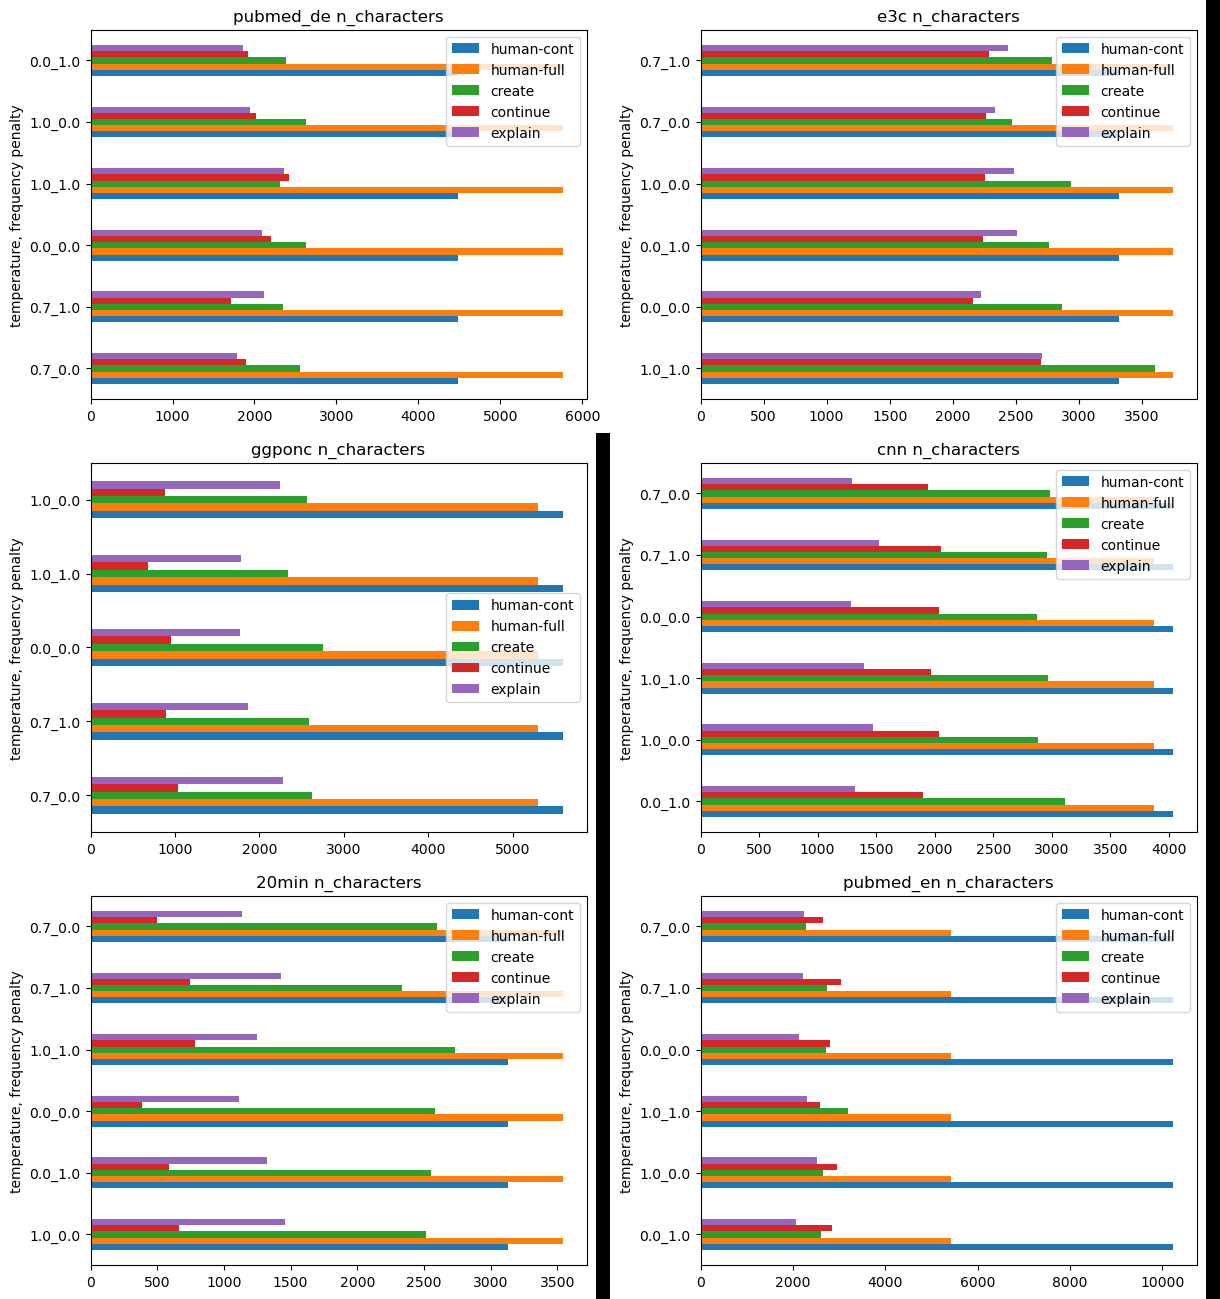 pubmed_de n_characters
temperature, frequency penalty
0.0_1.0
1.0_0.0
1.0_1.0
0.0_0.0
0.7_1.0
0.7_0.0
human-cont
human-full
create
continue
explain
0 1000 2000 3000 4000 5000 6000
e3c n_characters
temperature, frequency penalty
0.7_1.0
0.7_0.0
1.0_0.0
0.0_1.0
0.0_0.0
1.0_1.0
human-cont
human-full
create
continue
explain
0 500 1000 1500 2000 2500 3000 3500
ggponc n_characters
temperature, frequency penalty
1.0_0.0
1.0_1.0
0.0_0.0
0.7_1.0
0.7_0.0
human-cont
human-full
create
continue
explain
0 1000 2000 3000 4000 5000
cnn n_characters
temperature, frequency penalty
0.7_0.0
0.7_1.0
0.0_0.0
1.0_1.0
1.0_0.0
0.0_1.0
human-cont
human-full
create
continue
explain
0 500 1000 1500 2000 2500 3000 3500 4000
20min n_characters
temperature, frequency penalty
0.7_0.0
0.7_1.0
1.0_1.0
0.0_0.0
0.0_1.0
1.0_0.0
human-cont
human-full
create
continue
explain
0 500 1000 1500 2000 2500 3000 3500
pubmed_en n_characters
temperature, frequency penalty
0.7_0.0
0.7_1.0
0.0_0.0
1.0_1.0
1.0_0.0
0.0_1.0
human-cont
human-full
create
continue
explain
0 2000 4000 6000 8000 10000